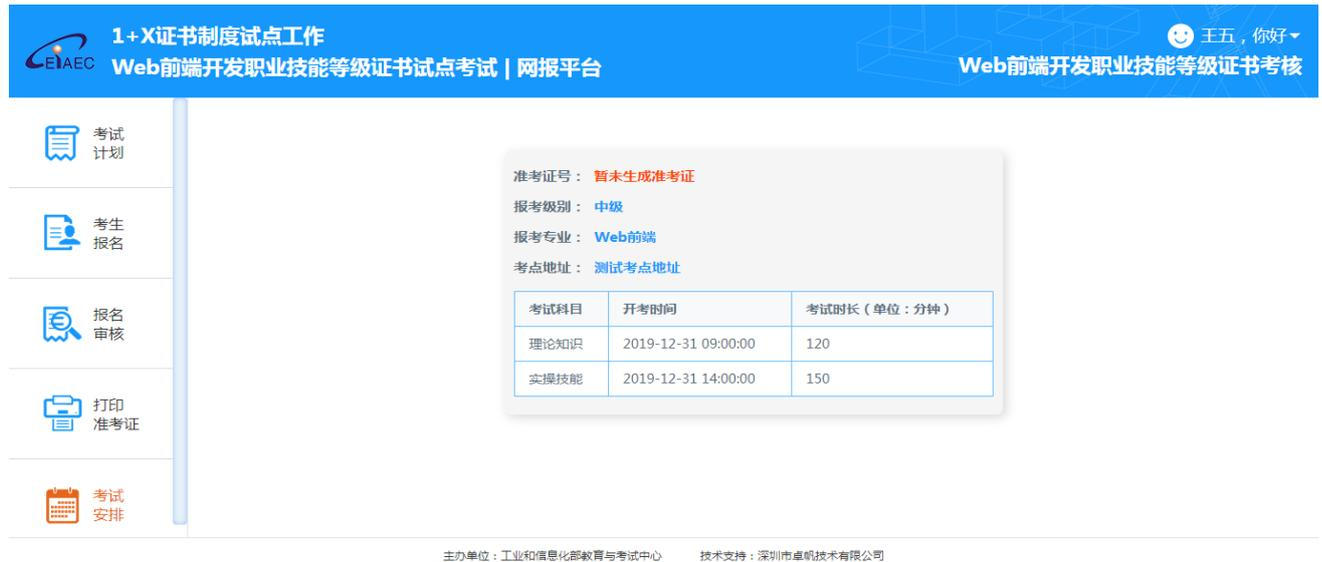 CEIAEC
1+X证书制度试点工作
Web前端开发职业技能等级证书试点考试 | 网报平台
王五，你好
Web前端开发职业技能等级证书考核
考试
计划
考生
报名
报名
审核
打印
准考证
考试
安排
准考证号： 暂未生成准考证
报考级别： 中级
报考专业： Web前端
考点地址： 测试考点地址
考试科目 开考时间 考试时长（单位：分钟）
理论知识 2019-12-31 09:00:00 120
实操技能 2019-12-31 14:00:00 150
主办单位：工业和信息化部教育与考试中心 技术支持：深圳市卓帆技术有限公司